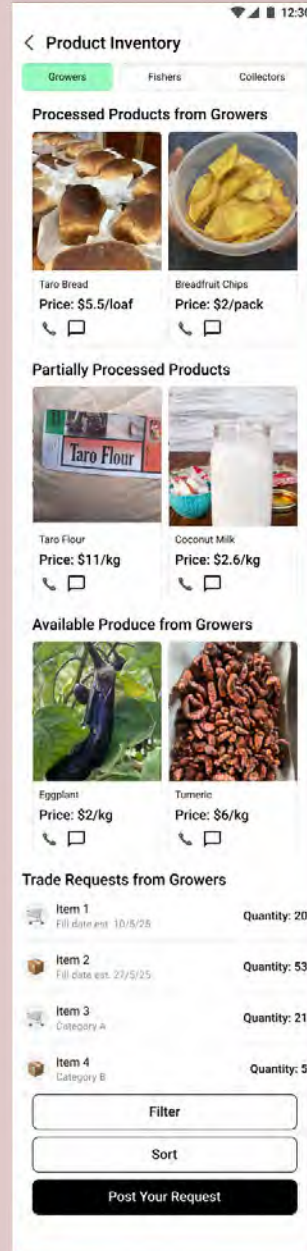 12:30
Product Inventory
Growers Fishers Collectors
Processed Products from Growers
Taro Bread Breadfruit Chips
Price: $5.5/loaf Price: $2/pack
Partially Processed Products
Taro Flour
Taro Flour Coconut Milk
Price: $11/kg Price: $2.6/kg
Available Produce from Growers
Eggplant Tumeric
Price: $2/kg Price: $6/kg
Trade Requests from Growers
Item 1 Quantity: 20
Fill date est. 10/5/25
Item 2 Quantity: 53
Fill date est. 27/5/25
Item 3 Quantity: 21
Category A
Item 4 Quantity: 5
Category B
Filter
Sort
Post Your Request